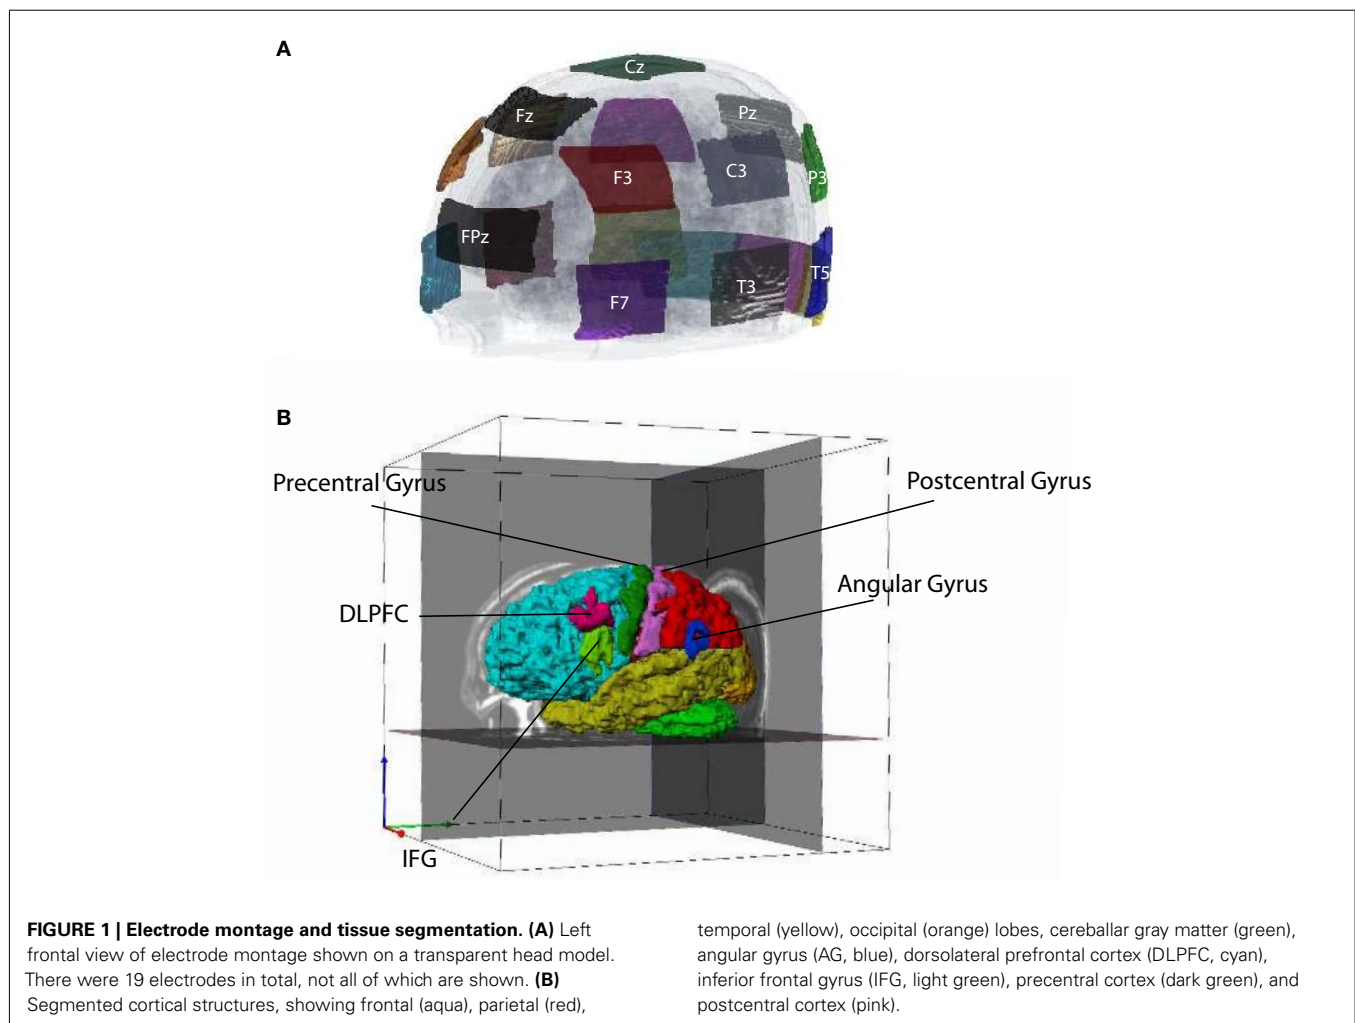 A
Cz
Fz
Pz
F3
C3
P3
FPz
T5
T3
F7
B
Precentral Gyrus
Postcentral Gyrus
Angular Gyrus
DLPFC
IFG
FIGURE 1 | Electrode montage and tissue segmentation. (A) Left
frontal view of electrode montage shown on a transparent head model.
There were 19 electrodes in total, not all of which are shown. (B)
Segmented cortical structures, showing frontal (aqua), parietal (red),
temporal (yellow), occipital (orange) lobes, cereballar gray matter (green),
angular gyrus (AG, blue), dorsolateral prefrontal cortex (DLPFC, cyan),
inferior frontal gyrus (IFG, light green), precentral cortex (dark green), and
postcentral cortex (pink).